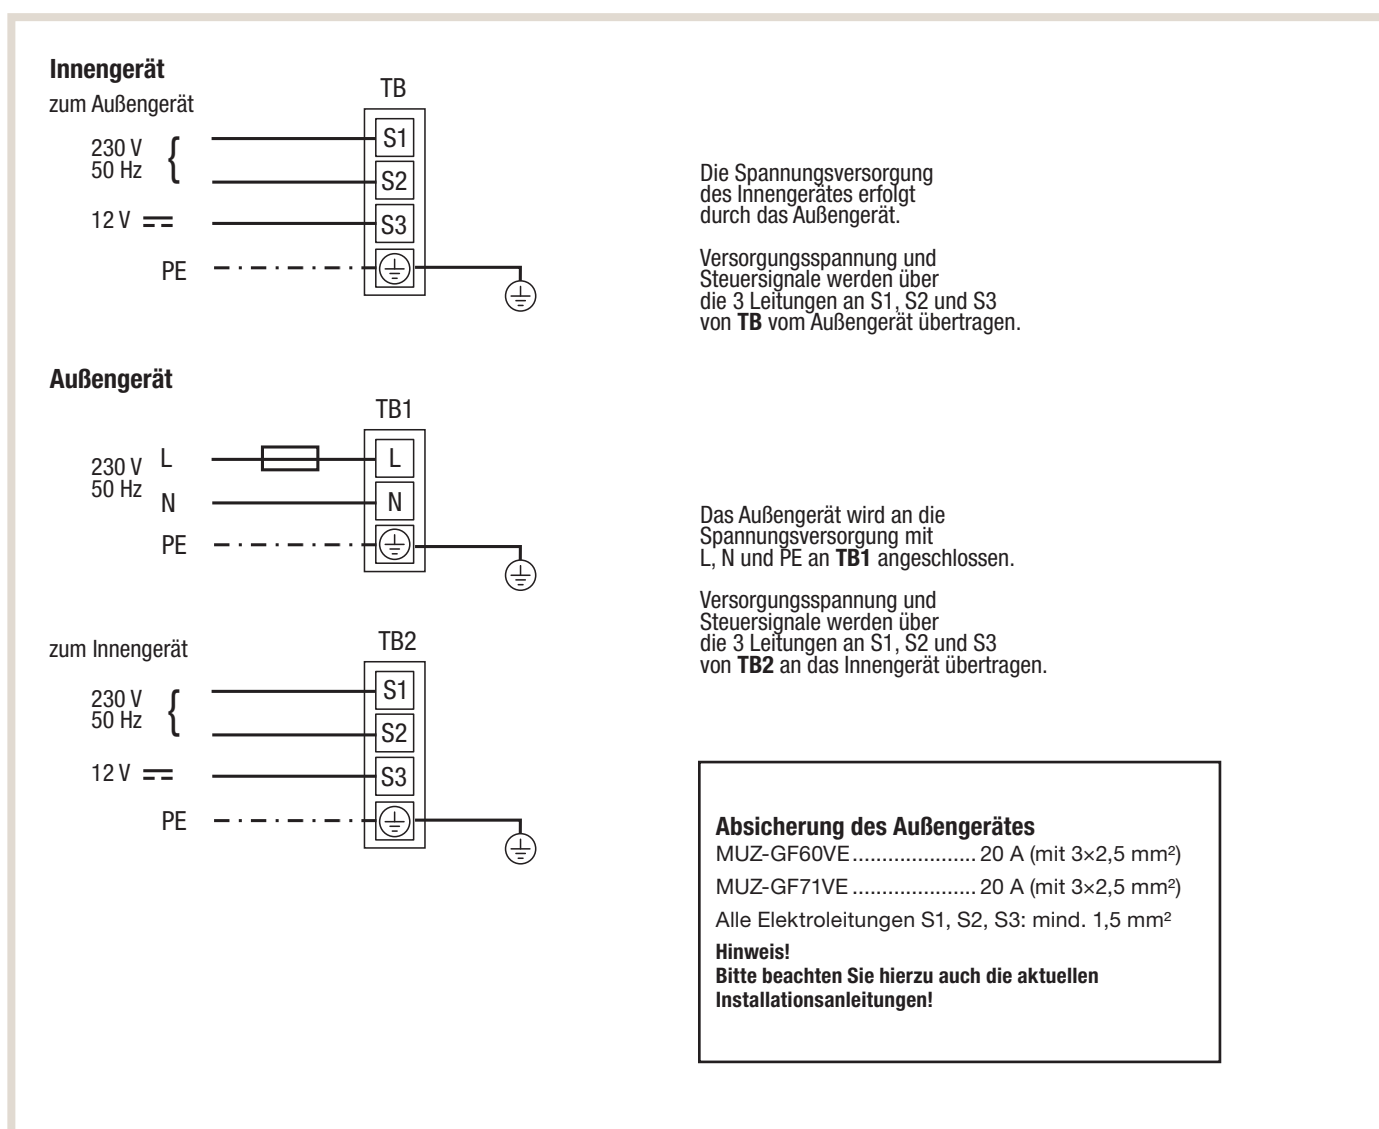 Innengerät
zum Außengerät
TB
230 V
50 Hz
{
S1
S2
12 V
S3
PE
Die Spannungsversorgung
des Innengerätes erfolgt
durch das Außengerät.
Versorgungsspannung und
Steuersignale werden über
die 3 Leitungen an S1, S2 und S3
von TB vom Außengerät übertragen.
Außengerät
TB1
230 V
50 Hz
L
L
N
N
PE
Das Außengerät wird an die
Spannungsversorgung mit
L, N und PE an TB1 angeschlossen.
Versorgungsspannung und
Steuersignale werden über
die 3 Leitungen an S1, S2 und S3
von TB2 an das Innengerät übertragen.
zum Innengerät
TB2
230 V
50 Hz
{
S1
S2
12 V
S3
PE
Absicherung des Außengerätes
MUZ-GF60VE..................... 20 A (mit 3×2,5 mm²)
MUZ-GF71VE ..................... 20 A (mit 3×2,5 mm²)
Alle Elektroleitungen S1, S2, S3: mind. 1,5 mm²
Hinweis!
Bitte beachten Sie hierzu auch die aktuellen
Installationsanleitungen!